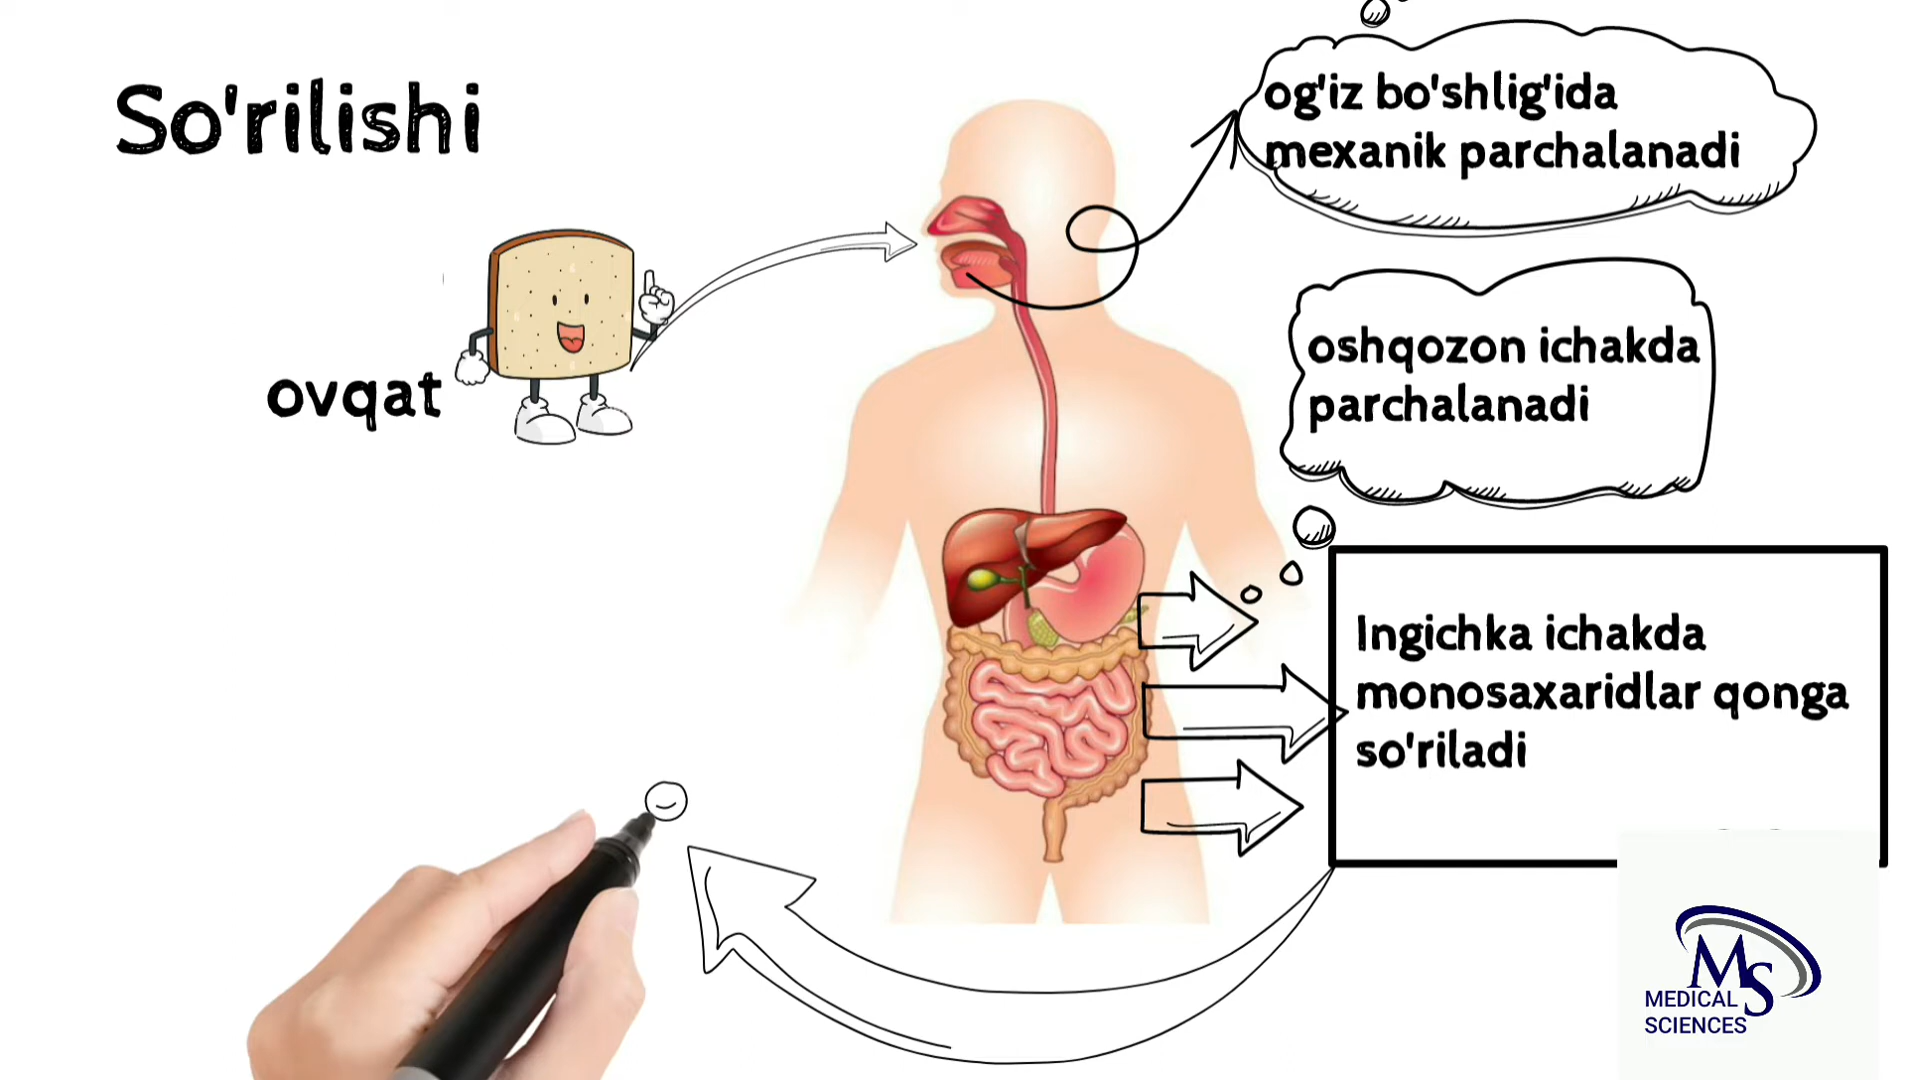 So'rilishi
og'iz bo'shlig'ida
mexanik parchalanadi
ovqat
oshqozon ichakda
parchalanadi
Ingichka ichakda
monosaxaridlar qonga
so'riladi
MS
MEDICAL
SCIENCES